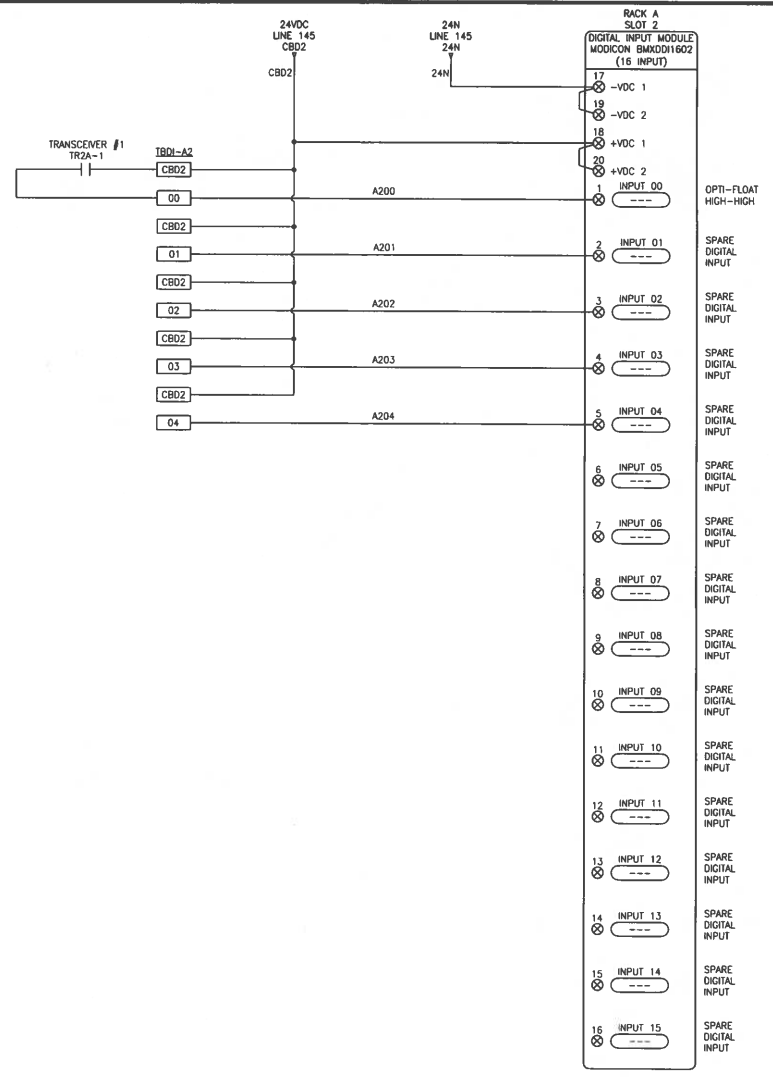 RACK A
SLOT 2
DIGITAL INPUT MODULE
MODICON BMXDDI1602
(16 INPUT)
24VDC
LINE 145
CBD2
24N
LINE 145
24N
CBD2
24N
17
-VDC 1
19
-VDC 2
18
+VDC 1
20
+VDC 2
TRANSCEIVER #1
TR2A-1
TBDI-A2
CBD2
00
A200
1
INPUT 00
---
OPTI-FLOAT
HIGH-HIGH
CBD2
01
A201
2
INPUT 01
---
SPARE
DIGITAL
INPUT
CBD2
02
A202
3
INPUT 02
---
SPARE
DIGITAL
INPUT
CBD2
03
A203
4
INPUT 03
---
SPARE
DIGITAL
INPUT
CBD2
04
A204
5
INPUT 04
---
SPARE
DIGITAL
INPUT
6
INPUT 05
---
SPARE
DIGITAL
INPUT
7
INPUT 06
---
SPARE
DIGITAL
INPUT
8
INPUT 07
---
SPARE
DIGITAL
INPUT
9
INPUT 08
---
SPARE
DIGITAL
INPUT
10
INPUT 09
---
SPARE
DIGITAL
INPUT
11
INPUT 10
---
SPARE
DIGITAL
INPUT
12
INPUT 11
---
SPARE
DIGITAL
INPUT
13
INPUT 12
---
SPARE
DIGITAL
INPUT
14
INPUT 13
---
SPARE
DIGITAL
INPUT
15
INPUT 14
---
SPARE
DIGITAL
INPUT
16
INPUT 15
---
SPARE
DIGITAL
INPUT